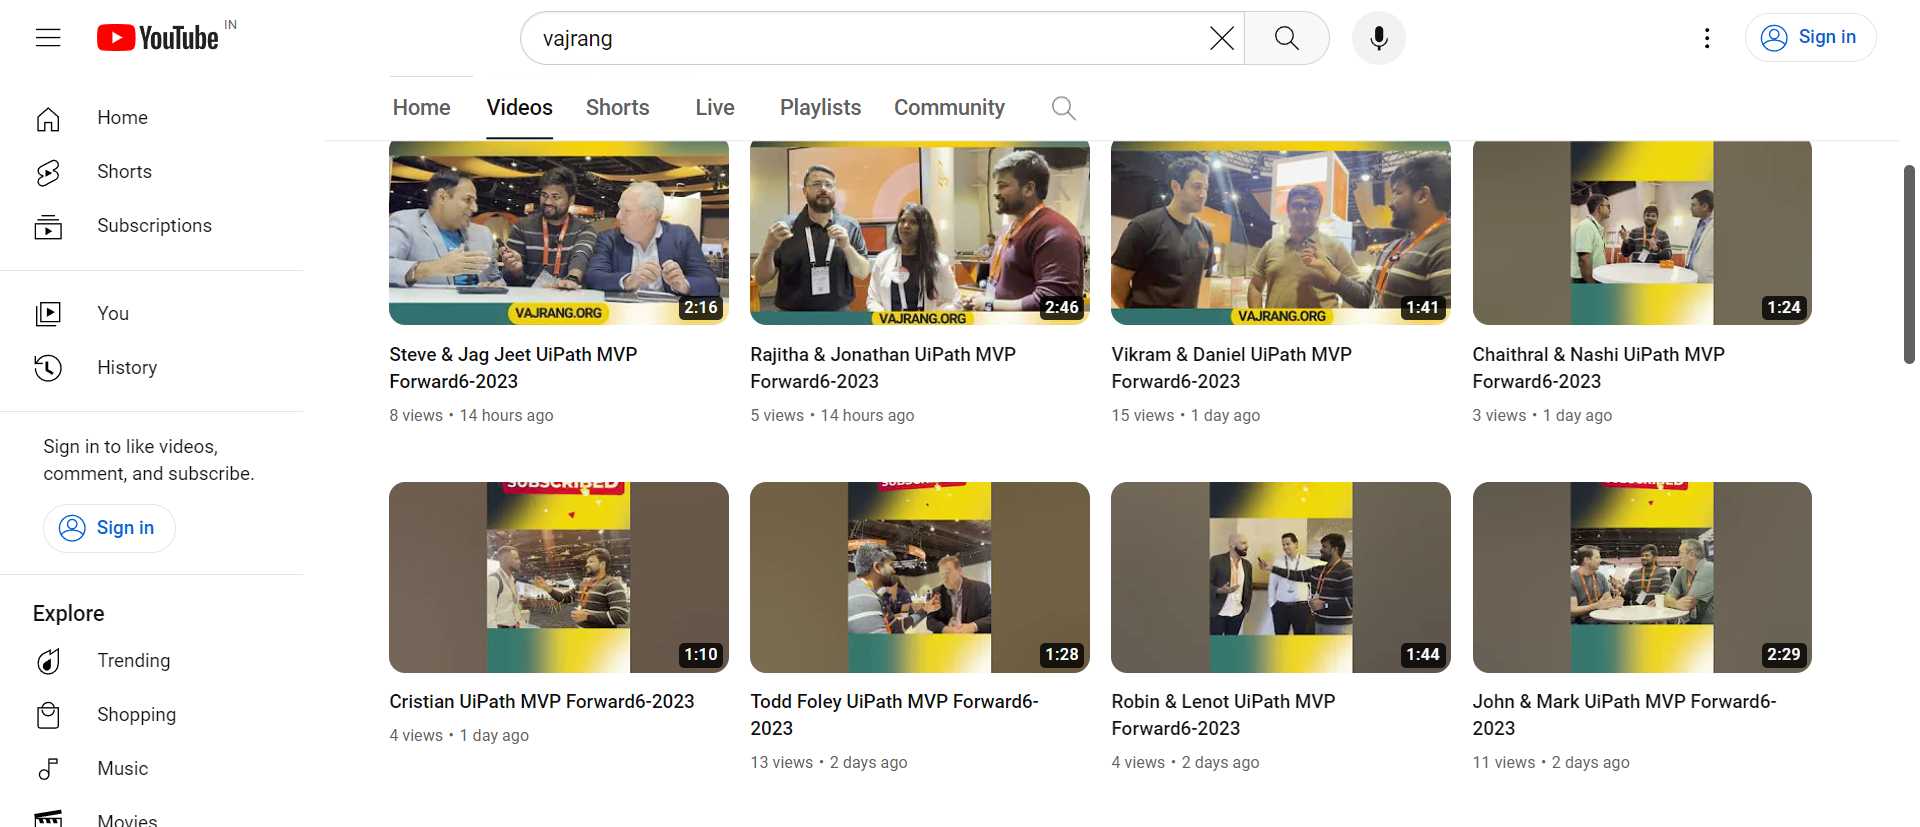 YouTube IN
vajrang
Sign in
Home Videos Shorts Live Playlists Community
Home
Shorts
Subscriptions
You
History
Sign in to like videos,
comment, and subscribe.
Sign in
Explore
Trending
Shopping
Music
Movies
VAJRANG.ORG
2:16
Steve & Jag Jeet UiPath MVP
Forward6-2023
8 views • 14 hours ago
VAJRANG.ORG
2:46
Rajitha & Jonathan UiPath MVP
Forward6-2023
5 views • 14 hours ago
VAJRANG.ORG
1:41
Vikram & Daniel UiPath MVP
Forward6-2023
15 views • 1 day ago
1:24
Chaithral & Nashi UiPath MVP
Forward6-2023
3 views • 1 day ago
SUBSCRIBED
1:10
Cristian UiPath MVP Forward6-2023
4 views • 1 day ago
SUBSCRIBED
1:28
Todd Foley UiPath MVP Forward6-
2023
13 views • 2 days ago
1:44
Robin & Lenot UiPath MVP
Forward6-2023
4 views • 2 days ago
2:29
John & Mark UiPath MVP Forward6-
2023
11 views • 2 days ago